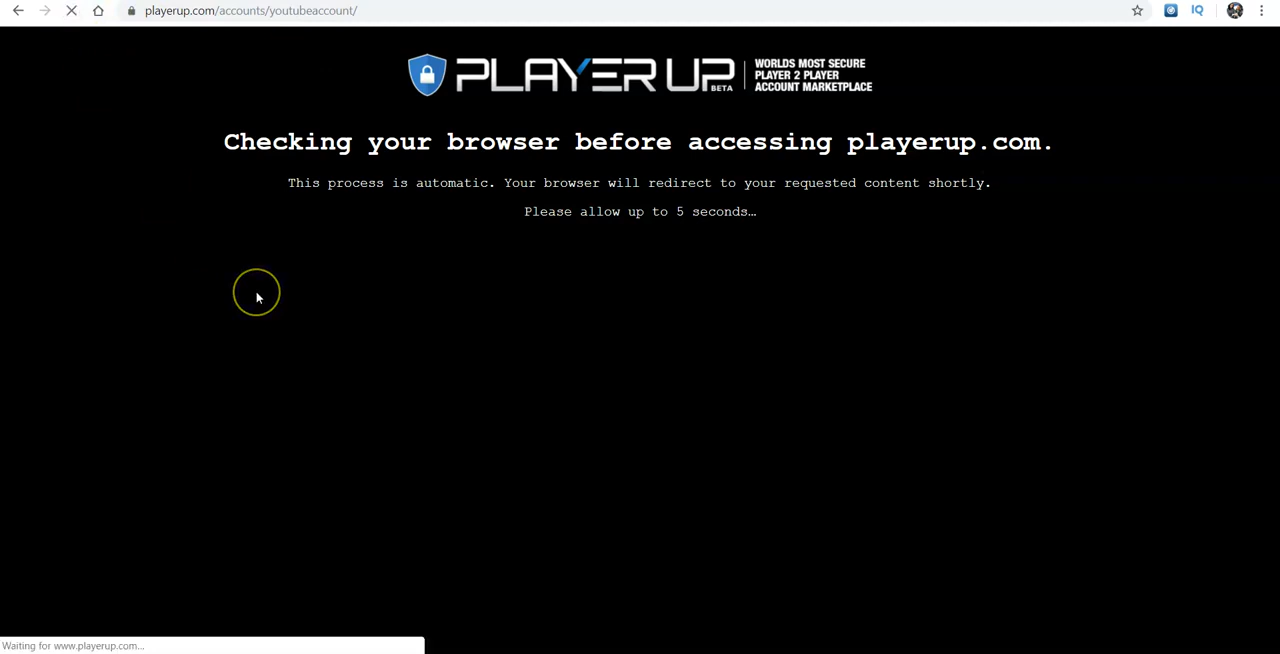 playerup.com/accounts/youtubeaccount/
IQ
PLAYER UP
BETA
WORLDS MOST SECURE
PLAYER 2 PLAYER
ACCOUNT MARKETPLACE
Checking your browser before accessing playerup.com.
This process is automatic. Your browser will redirect to your requested content shortly.
Please allow up to 5 seconds…
Waiting for www.playerup.com...